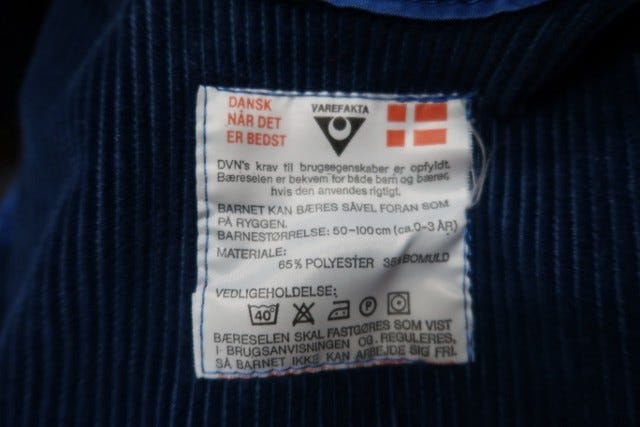 DANSK
NÅR DET
ER BEDST
VAREFAKTA
DVN's krav til brugsegenskaber er opfyldt.
Bæreselen er bekvem for både barn og bærer,
hvis den anvendes rigtigt.
BARNET KAN BÆRES SÅVEL FORAN SOM
PÅ RYGGEN.
BARNESTØRRELSE: 50-100 cm (ca. 0-3 ÅR)
MATERIALE:
65% POLYESTER 35% BOMULD
VEDLIGEHOLDELSE:
40° P
BÆRESELEN SKAL FASTGØRES SOM VIST
I BRUGSANVISNINGEN OG REGULERES,
SÅ BARNET IKKE KAN ARBEJDE SIG FRI.